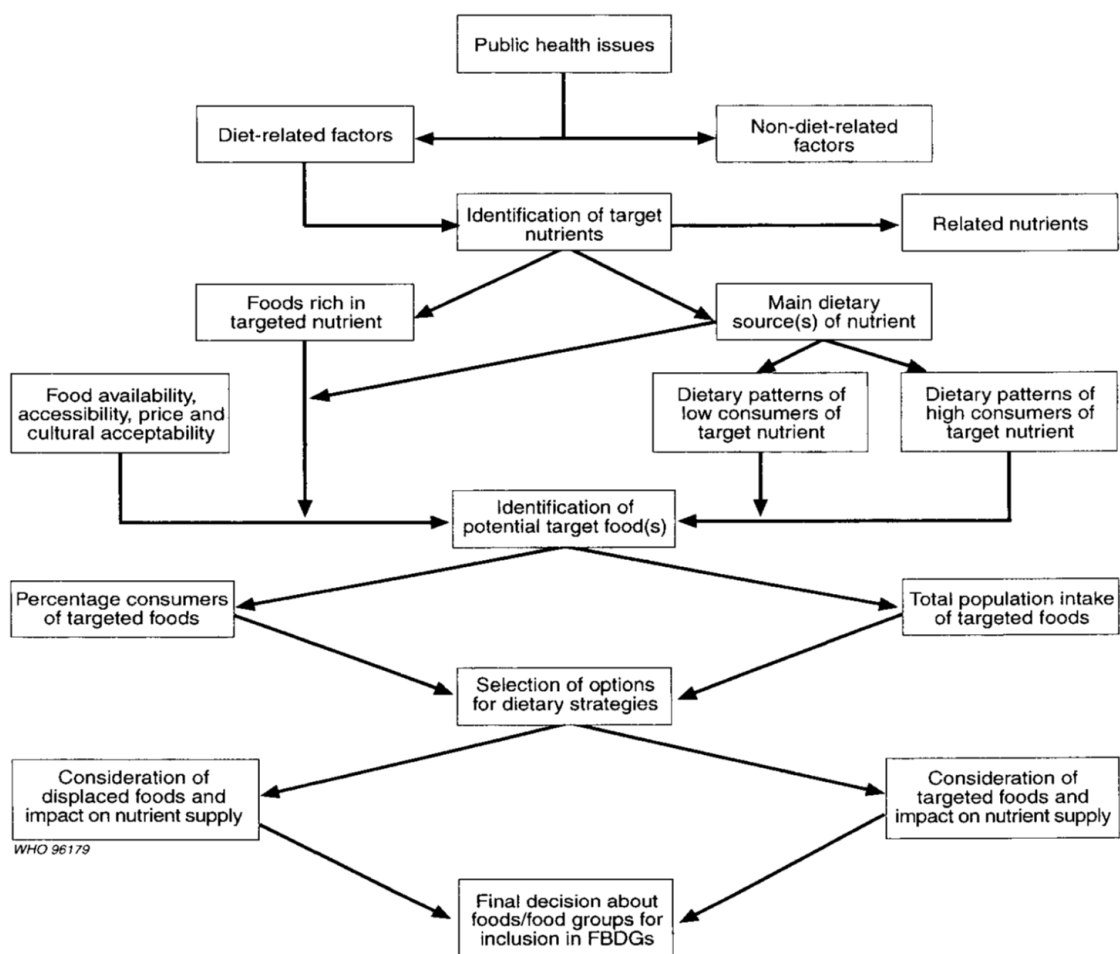 Public health issues
Diet-related factors
Non-diet-related
factors
Identification of target
nutrients
Related nutrients
Foods rich in
targeted nutrient
Main dietary
source(s) of nutrient
Food availability,
accessibility, price and
cultural acceptability
Dietary patterns of
low consumers of
target nutrient
Dietary patterns of
high consumers of
target nutrient
Identification of
potential target food(s)
Percentage consumers
of targeted foods
Total population intake
of targeted foods
Selection of options
for dietary strategies
Consideration of
displaced foods and
impact on nutrient supply
Consideration of
targeted foods and
impact on nutrient supply
WHO 96179
Final decision about
foods/food groups for
inclusion in FBDGs